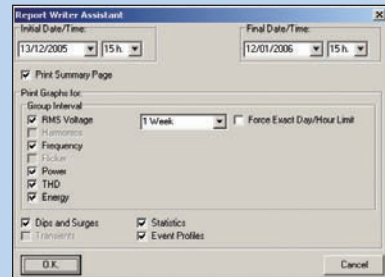 Report Writer Assistant
Initial Date/Time:
Final Date/Time:
13/12/2005 15 h.
12/01/2006 15 h.
Print Summary Page
Print Graphs for:
Group Interval
RMS Voltage 1 Week Force Exact Day/Hour Limit
Harmonics
Frequency
Flicker
Power
THD
Energy
Dips and Surges Statistics
Transients Event Profiles
O.K. Cancel